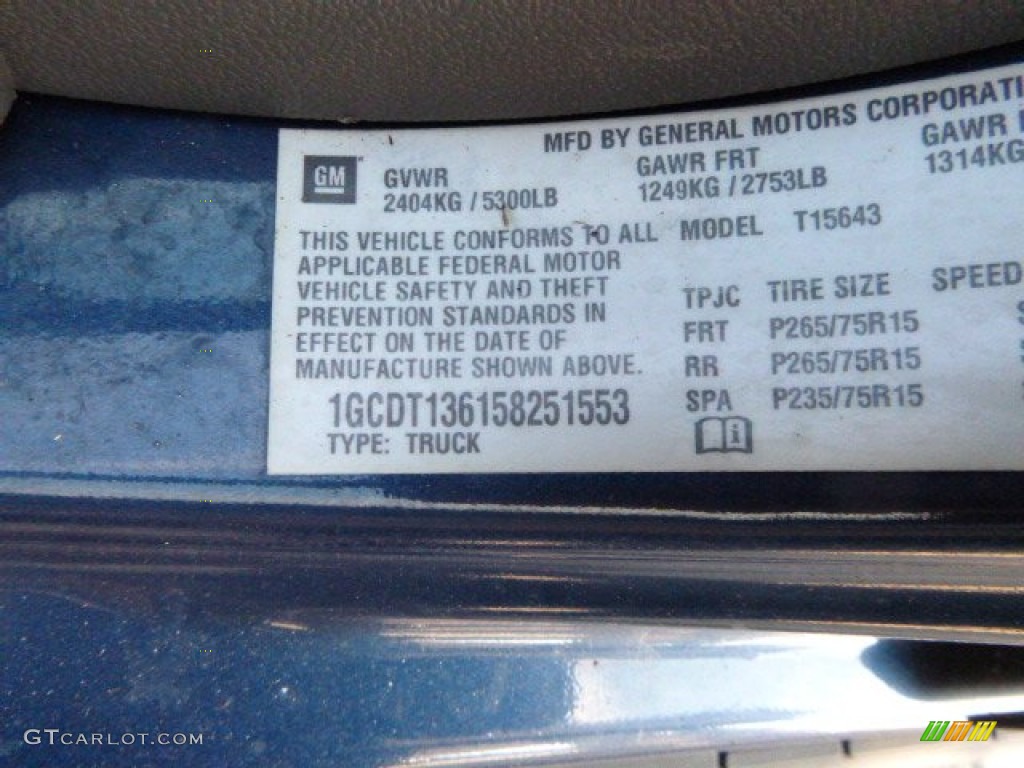 MFD BY GENERAL MOTORS CORPORATI
GM
GVWR GAWR FRT GAWR
2404KG / 5300LB 1249KG / 2753LB 1314KG
THIS VEHICLE CONFORMS TO ALL MODEL T15643
APPLICABLE FEDERAL MOTOR
VEHICLE SAFETY AND THEFT
PREVENTION STANDARDS IN
EFFECT ON THE DATE OF
MANUFACTURE SHOWN ABOVE.
TPJC TIRE SIZE SPEED
FRT P265/75R15
RR P265/75R15
SPA P235/75R15
1GCDT136158251553
TYPE: TRUCK
GTCARLOT.COM